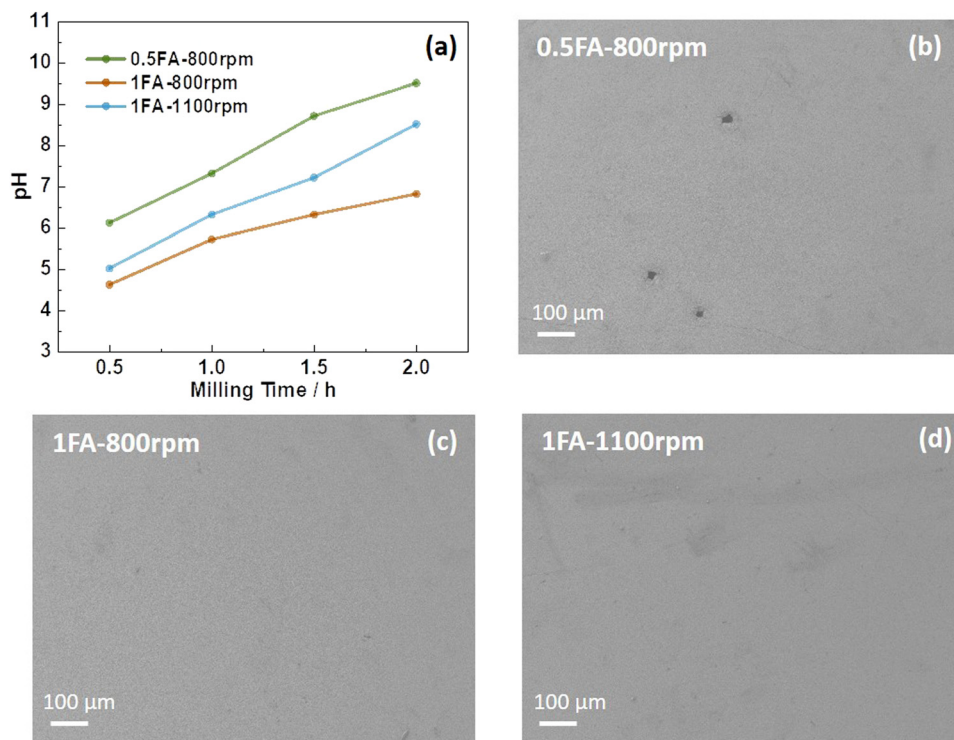 (a)
11
10
9
8
7
6
5
4
3
pH
0.5FA-800rpm
1FA-800rpm
1FA-1100rpm
0.5 1.0 1.5 2.0
Milling Time / h
0.5FA-800rpm (b)
100 μm
1FA-800rpm (c)
100 μm
1FA-1100rpm (d)
100 μm